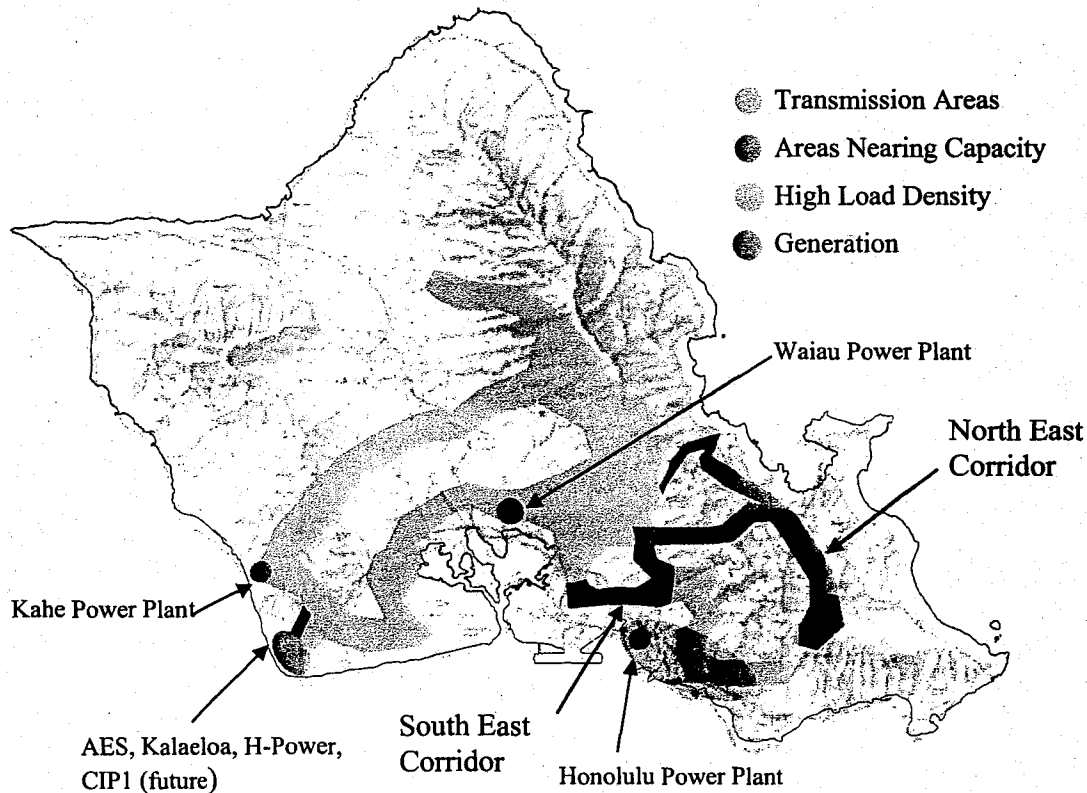 Transmission Areas
Areas Nearing Capacity
High Load Density
Generation
Waiau Power Plant
North East
Corridor
Kahe Power Plant
AES, Kalaeloa, H-Power,
CIP1 (future)
South East
Corridor
Honolulu Power Plant